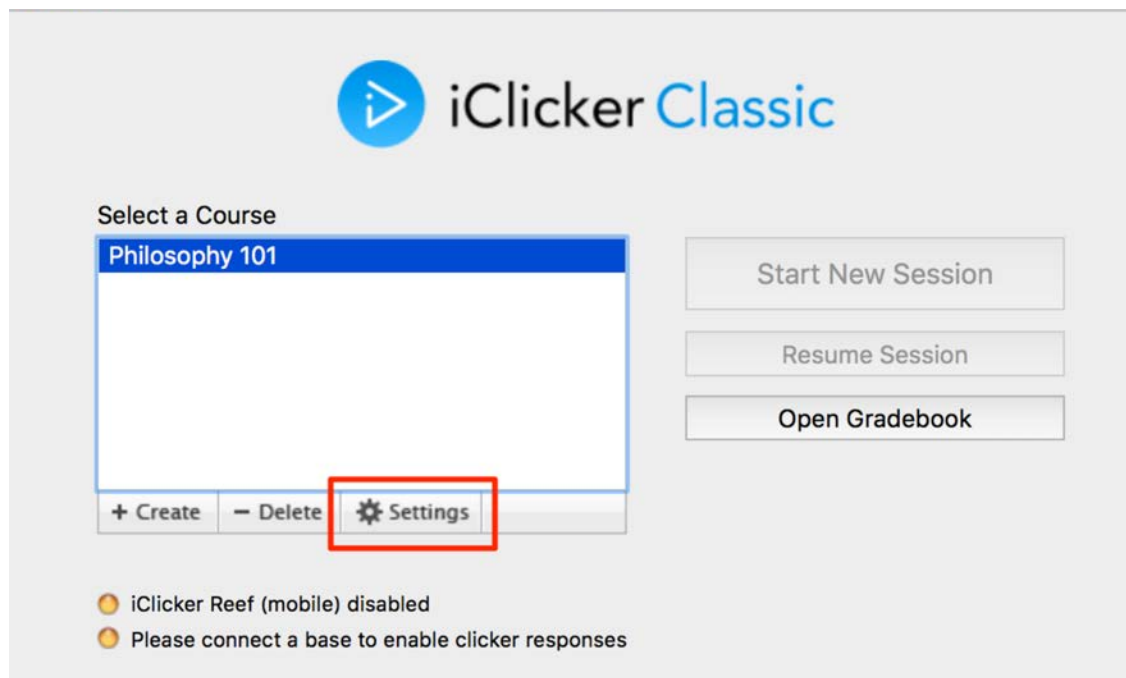 iClicker Classic
Select a Course
Philosophy 101
Start New Session
Resume Session
Open Gradebook
+ Create − Delete Settings
iClicker Reef (mobile) disabled
Please connect a base to enable clicker responses